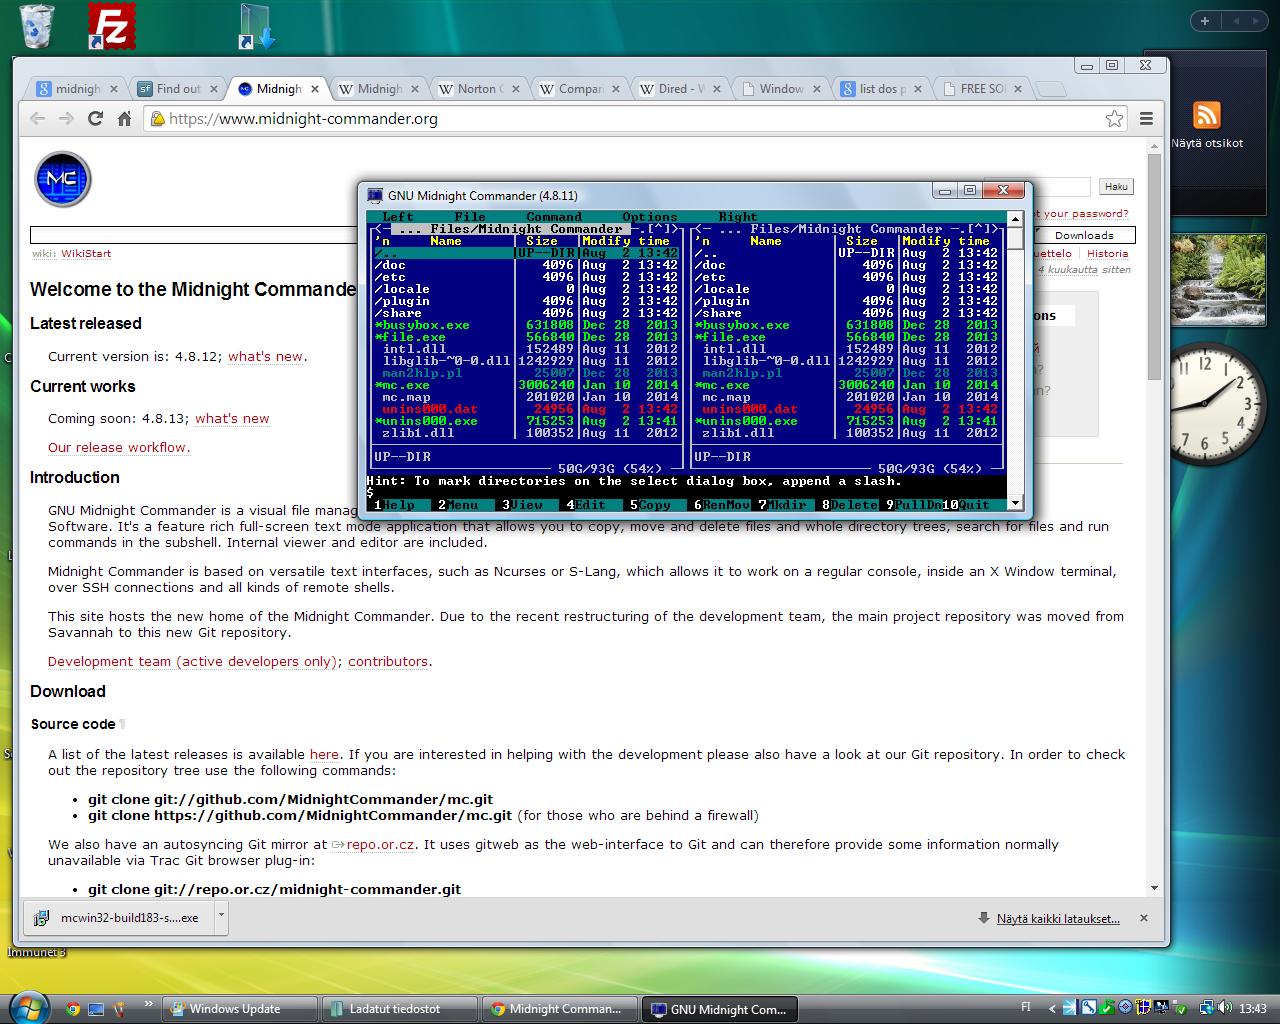 midnigh
Find out
Midnigh
Midnigh
Norton C
Compar
Dired - W
Window
list dos p
FREE SO
https://www.midnight-commander.org
Näytä otsikot
MC
GNU Midnight Commander (4.8.11)
Haku
ot your password?
Downloads
wiki: WikiStart
uettelo
Historia
4 kuukautta sitten
Left File Command Options Right
<— ... Files/Midnight Commander —.[^]>
<— ... Files/Midnight Commander —.[^]>
'n Name Size Modify time
'n Name Size Modify time
/.. UP--DIR Aug 2 13:42
/.. UP--DIR Aug 2 13:42
/doc 4096 Aug 2 13:42
/doc 4096 Aug 2 13:42
/etc 4096 Aug 2 13:42
/etc 4096 Aug 2 13:42
/locale 0 Aug 2 13:42
/locale 0 Aug 2 13:42
/plugin 4096 Aug 2 13:42
/plugin 4096 Aug 2 13:42
/share 4096 Aug 2 13:42
/share 4096 Aug 2 13:42
*busybox.exe 631808 Dec 28 2013
*busybox.exe 631808 Dec 28 2013
*file.exe 566840 Dec 28 2013
*file.exe 566840 Dec 28 2013
intl.dll 152489 Aug 11 2012
intl.dll 152489 Aug 11 2012
libglib-~0-0.dll 1242929 Aug 11 2012
libglib-~0-0.dll 1242929 Aug 11 2012
man2hlp.pl 25007 Dec 28 2013
man2hlp.pl 25007 Dec 28 2013
*mc.exe 3006240 Jan 10 2014
*mc.exe 3006240 Jan 10 2014
mc.map 201020 Jan 10 2014
mc.map 201020 Jan 10 2014
unins000.dat 24956 Aug 2 13:42
unins000.dat 24956 Aug 2 13:42
*unins000.exe 715253 Aug 2 13:41
*unins000.exe 715253 Aug 2 13:41
zlib1.dll 100352 Aug 11 2012
zlib1.dll 100352 Aug 11 2012
UP--DIR
UP--DIR
50G/93G (54%)
50G/93G (54%)
Hint: To mark directories on the select dialog box, append a slash.
$
1Help 2Menu 3View 4Edit 5Copy 6RenMov 7Mkdir 8Delete 9PullDn 10Quit
Welcome to the Midnight Commande
ons
Latest released
Current version is: 4.8.12; what's new.
Current works
Coming soon: 4.8.13; what's new
Our release workflow.
Introduction
GNU Midnight Commander is a visual file manag
Software. It's a feature rich full-screen text mode application that allows you to copy, move and delete files and whole directory trees, search for files and run
commands in the subshell. Internal viewer and editor are included.
Midnight Commander is based on versatile text interfaces, such as Ncurses or S-Lang, which allows it to work on a regular console, inside an X Window terminal,
over SSH connections and all kinds of remote shells.
This site hosts the new home of the Midnight Commander. Due to the recent restructuring of the development team, the main project repository was moved from
Savannah to this new Git repository.
Development team (active developers only); contributors.
Download
Source code ¶
A list of the latest releases is available here. If you are interested in helping with the development please also have a look at our Git repository. In order to check
out the repository tree use the following commands:
• git clone git://github.com/MidnightCommander/mc.git
• git clone https://github.com/MidnightCommander/mc.git (for those who are behind a firewall)
We also have an autosyncing Git mirror at repo.or.cz. It uses gitweb as the web-interface to Git and can therefore provide some information normally
unavailable via Trac Git browser plug-in:
• git clone git://repo.or.cz/midnight-commander.git
mcwin32-build183-s....exe
Näytä kaikki lataukset...
Immunet 3
Windows Update
Ladatut tiedostot
Midnight Comman...
GNU Midnight Com...
FI
13:43